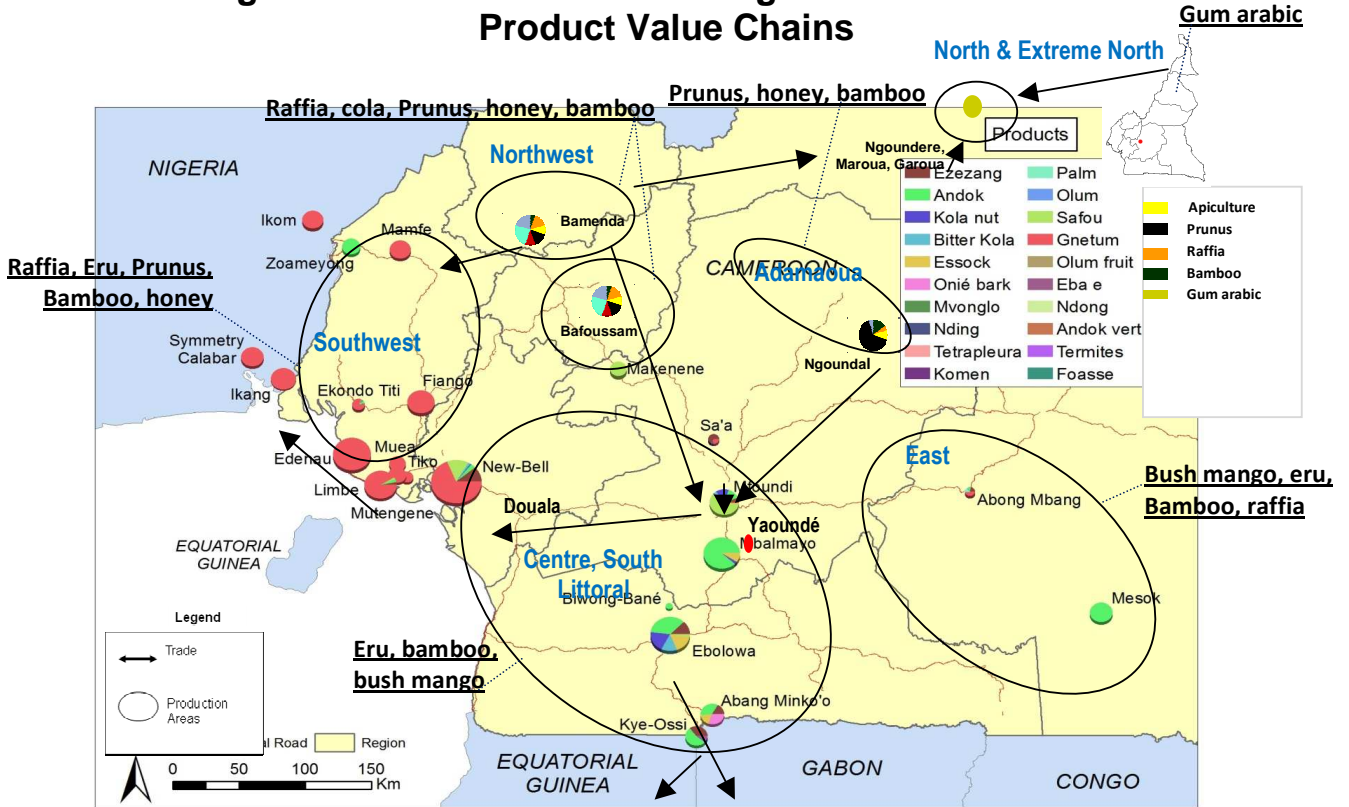 Product Value Chains
Gum arabic
North & Extreme North
Raffia, cola, Prunus, honey, bamboo
Prunus, honey, bamboo
Products
NIGERIA
Northwest
Ngoundere,
Maroua, Garoua
Ezezang
Palm
Andok
Olum
Kola nut
Safou
Bitter Kola
Gnetum
Essock
Olum fruit
Onié bark
Eba e
Mvonglo
Ndong
Nding
Andok vert
Tetrapleura
Termites
Komen
Foasse
Apiculture
Prunus
Raffia
Bamboo
Gum arabic
Ikom
Mamfe
Bamenda
Zoameyong
Raffia, Eru, Prunus,
Bamboo, honey
CAMEROON
Adamaoua
Bafoussam
Southwest
Symmetry
Calabar
Makenene
Ngoundal
Ikang
Ekondo Titi
Fiango
Sa'a
East
Edenau
Muea
Tiko
New-Bell
Limbe
Mutengene
Douala
Mfoundi
Yaoundé
Mbalmayo
Abong Mbang
Bush mango, eru,
Bamboo, raffia
EQUATORIAL
GUINEA
Centre, South
Littoral
Biwong-Bané
Mesok
Legend
Trade
Production
Areas
Eru, bamboo,
bush mango
Ebolowa
Abang Minko'o
Kye-Ossi
Road
Region
0 50 100 150
Km
EQUATORIAL
GUINEA
GABON
CONGO